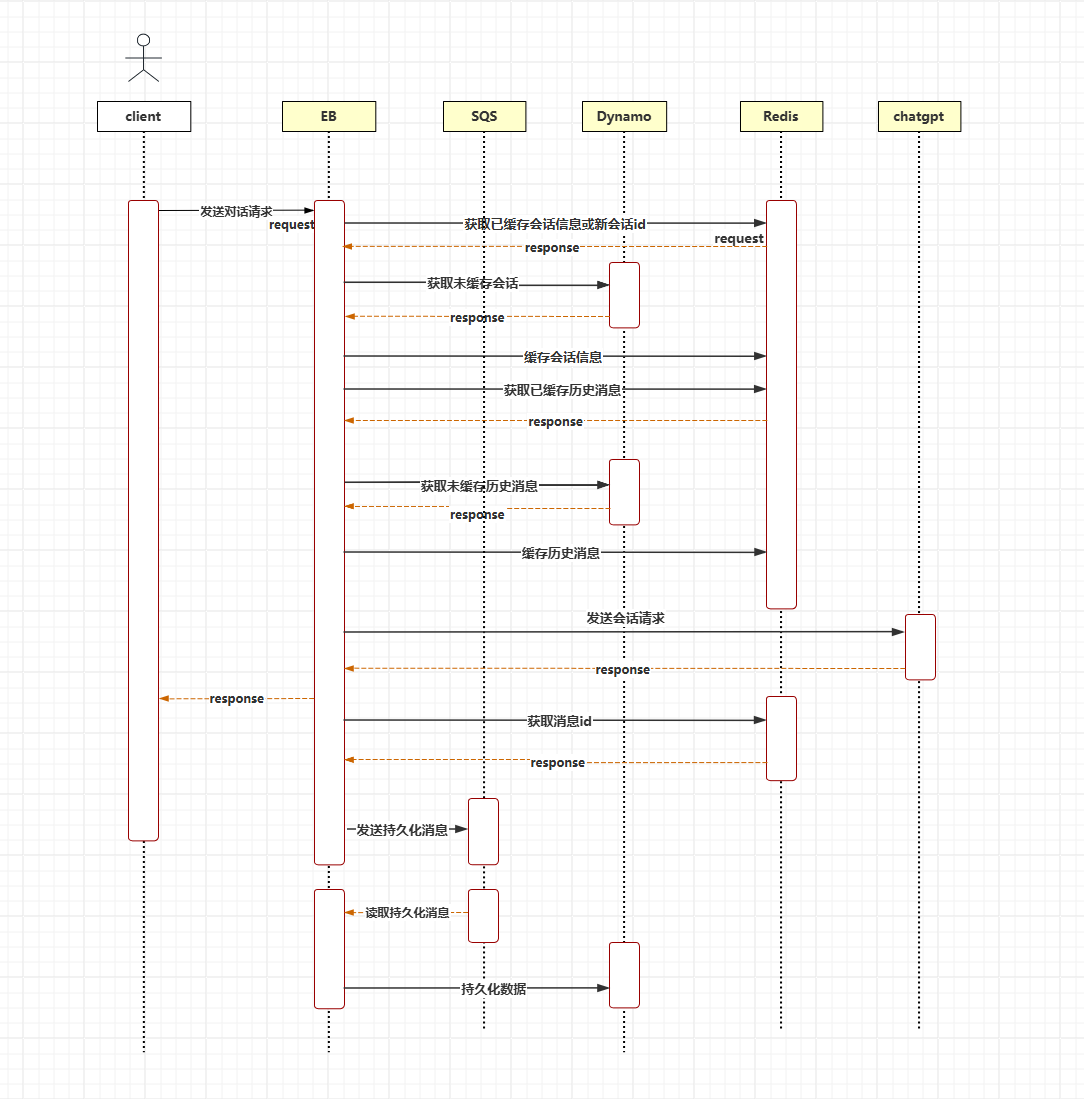 client
EB
SQS
Dynamo
Redis
chatgpt
发送对话请求
request
获取已缓存会话信息或新会话id
request
response
获取未缓存会话
response
缓存会话信息
获取已缓存历史消息
response
获取未缓存历史消息
response
缓存历史消息
发送会话请求
response
response
获取消息id
response
发送持久化消息
读取持久化消息
持久化数据